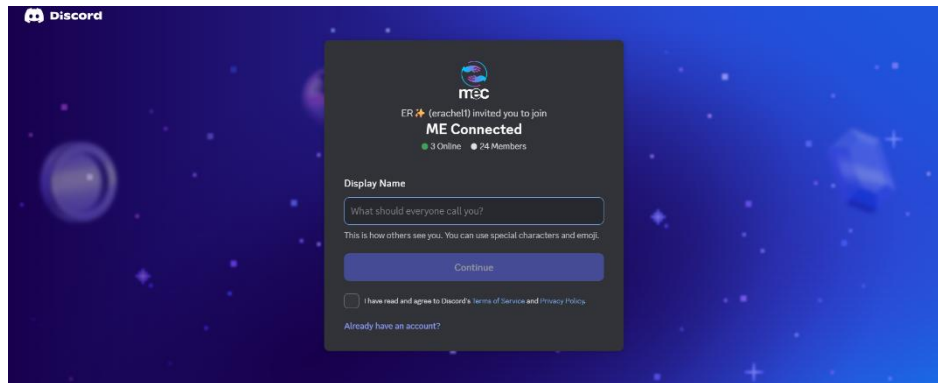 Discord
mec
ER✨ (erachel1) invited you to join
ME Connected
3 Online 24 Members
Display Name
What should everyone call you?
This is how others see you. You can use special characters and emoji.
Continue
I have read and agree to Discord's Terms of Service and Privacy Policy.
Already have an account?